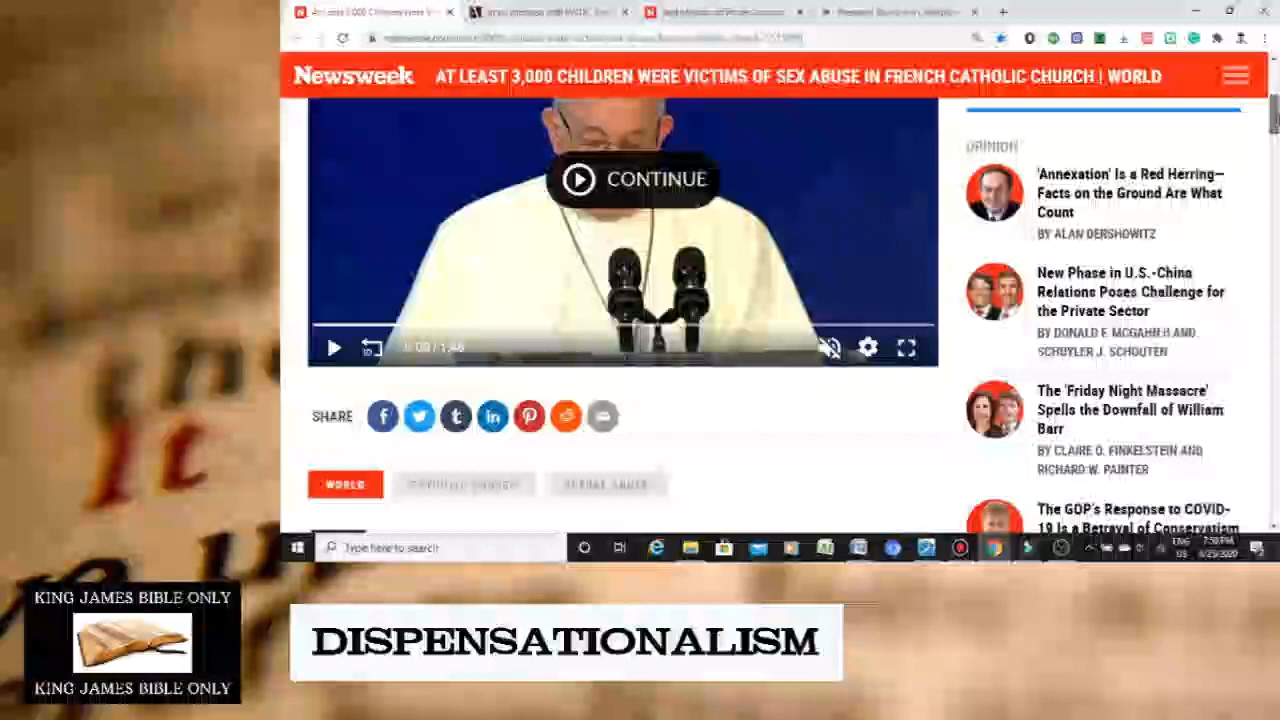 Newsweek
AT LEAST 3,000 CHILDREN WERE VICTIMS OF SEX ABUSE IN FRENCH CATHOLIC CHURCH | WORLD
CONTINUE
OPINION
'Annexation' Is a Red Herring—
Facts on the Ground Are What
Count
BY ALAN DERSHOWITZ
New Phase in U.S.-China
Relations Poses Challenge for
the Private Sector
BY DONALD F. MCGAHN II AND
SCHUYLER J. SCHOUTEN
The 'Friday Night Massacre'
Spells the Downfall of William
Barr
BY CLAIRE O. FINKELSTEIN AND
RICHARD W. PAINTER
The GOP's Response to COVID-
19 Is a Betrayal of Conservatism
SHARE
WORLD
Type here to search
KING JAMES BIBLE ONLY
KING JAMES BIBLE ONLY
DISPENSATIONALISM